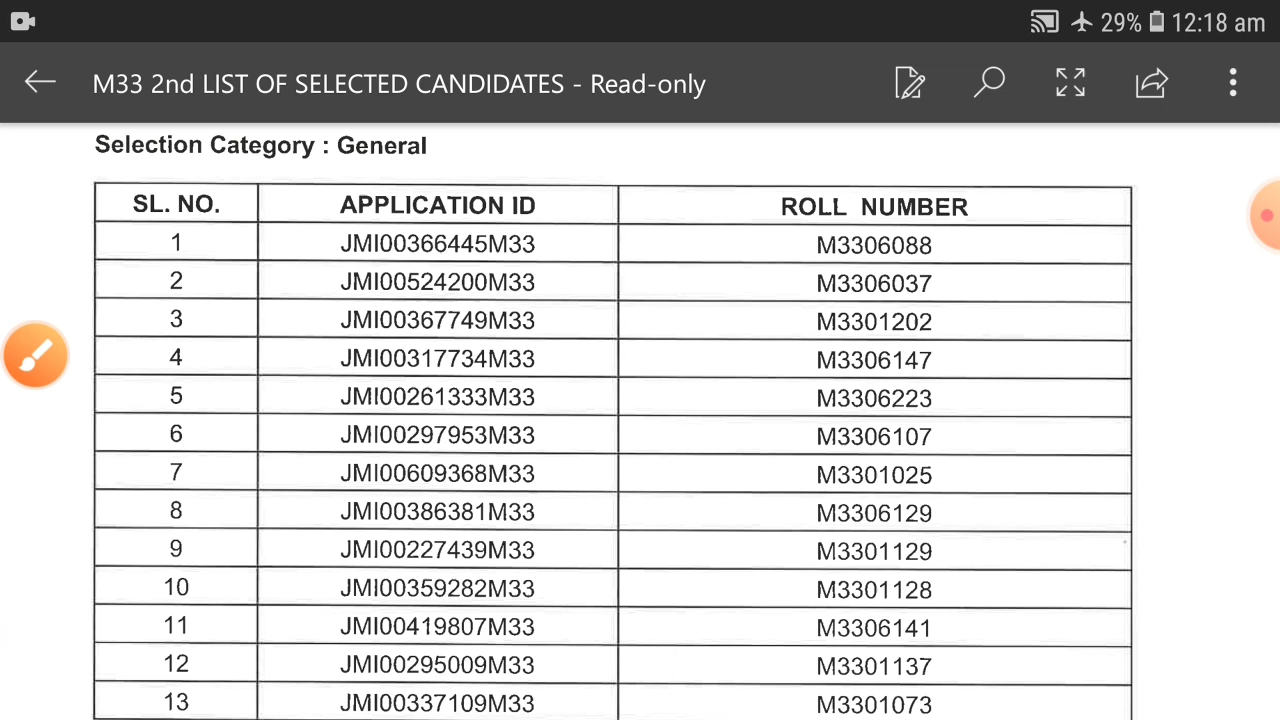 29% 12:18 am
M33 2nd LIST OF SELECTED CANDIDATES - Read-only
Selection Category : General
SL. NO. APPLICATION ID ROLL NUMBER
1 JMI00366445M33 M3306088
2 JMI00524200M33 M3306037
3 JMI00367749M33 M3301202
4 JMI00317734M33 M3306147
5 JMI00261333M33 M3306223
6 JMI00297953M33 M3306107
7 JMI00609368M33 M3301025
8 JMI00386381M33 M3306129
9 JMI00227439M33 M3301129
10 JMI00359282M33 M3301128
11 JMI00419807M33 M3306141
12 JMI00295009M33 M3301137
13 JMI00337109M33 M3301073